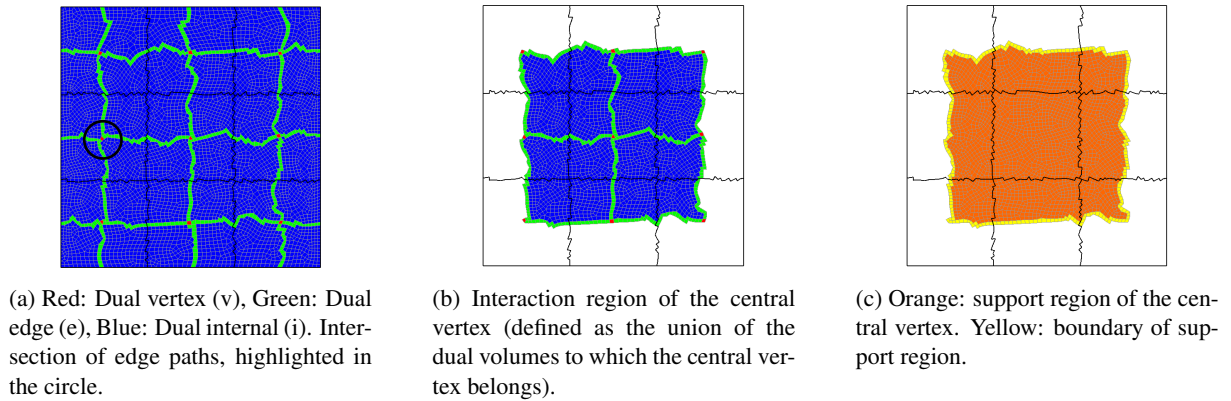 (a) Red: Dual vertex (v), Green: Dual
edge (e), Blue: Dual internal (i). Inter-
section of edge paths, highlighted in
the circle.
(b) Interaction region of the central
vertex (defined as the union of the
dual volumes to which the central ver-
tex belongs).
(c) Orange: support region of the cen-
tral vertex. Yellow: boundary of sup-
port region.